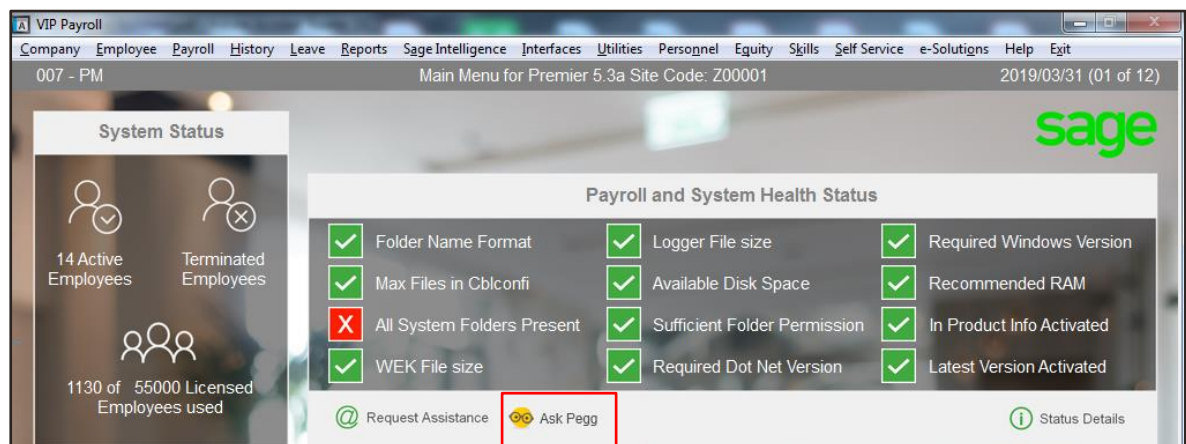 VIP Payroll
Company Employee Payroll History Leave Reports Sage Intelligence Interfaces Utilities Personnel Equity Skills Self Service e-Solutions Help Exit
007 - PM Main Menu for Premier 5.3a Site Code: Z00001 2019/03/31 (01 of 12)
sage
System Status
14 Active
Employees
Terminated
Employees
1130 of 55000 Licensed
Employees used
Payroll and System Health Status
Folder Name Format Logger File size Required Windows Version
Max Files in Cblconfi Available Disk Space Recommended RAM
X All System Folders Present Sufficient Folder Permission In Product Info Activated
WEK File size Required Dot Net Version Latest Version Activated
@ Request Assistance Ask Pegg i Status Details